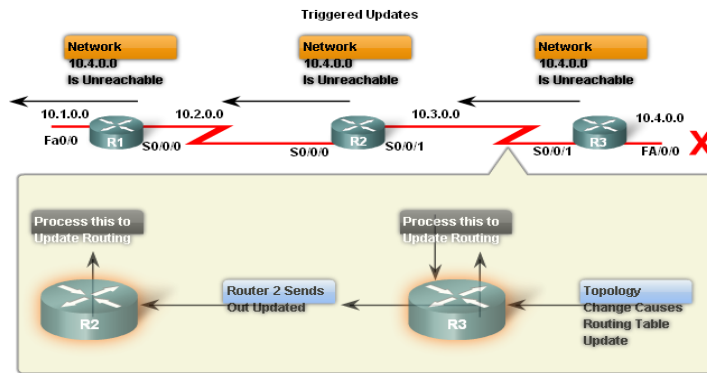 Triggered Updates
Network
10.4.0.0
Is Unreachable
Network
10.4.0.0
Is Unreachable
Network
10.4.0.0
Is Unreachable
10.1.0.0
10.2.0.0
10.3.0.0
10.4.0.0
Fa0/0
R1
S0/0/0
S0/0/0
R2
S0/0/1
S0/0/1
R3
FA/0/0
X
Process this to
Update Routing
Process this to
Update Routing
R2
Router 2 Sends
Out Updated
R3
Topology
Change Causes
Routing Table
Update